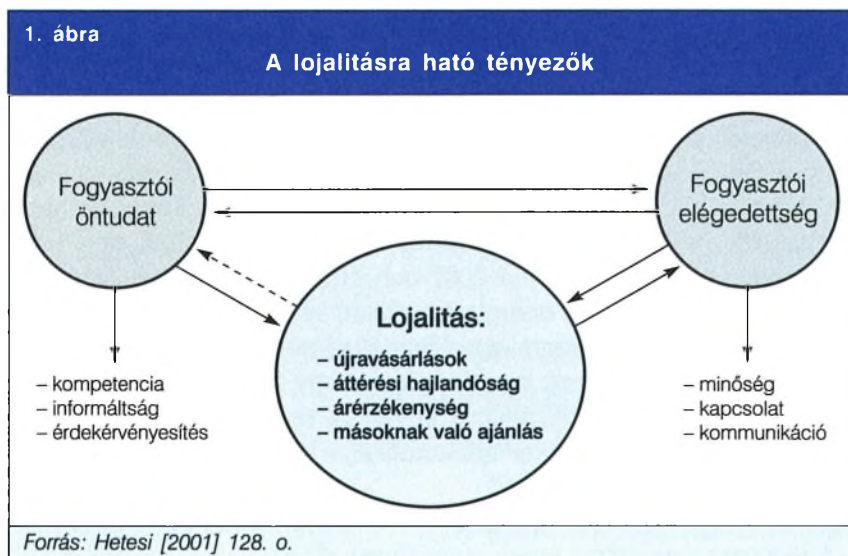 1. ábra
A lojalitásra ható tényezők
Fogyasztói
öntudat
Fogyasztói
elégedettség
Lojalitás:
– újravásárlások
– áttérési hajlandóság
– árérzékenység
– másoknak való ajánlás
– kompetencia
– informáltság
– érdekérvényesítés
– minőség
– kapcsolat
– kommunikáció
Forrás: Hetesi [2001] 128. o.